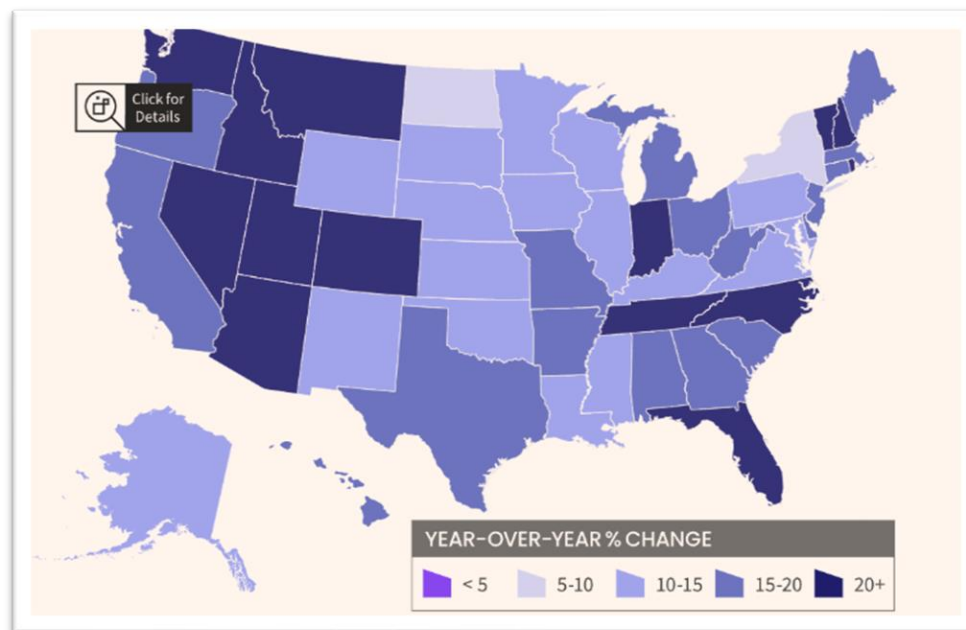 Click for
Details
YEAR-OVER-YEAR % CHANGE
< 5 5-10 10-15 15-20 20+